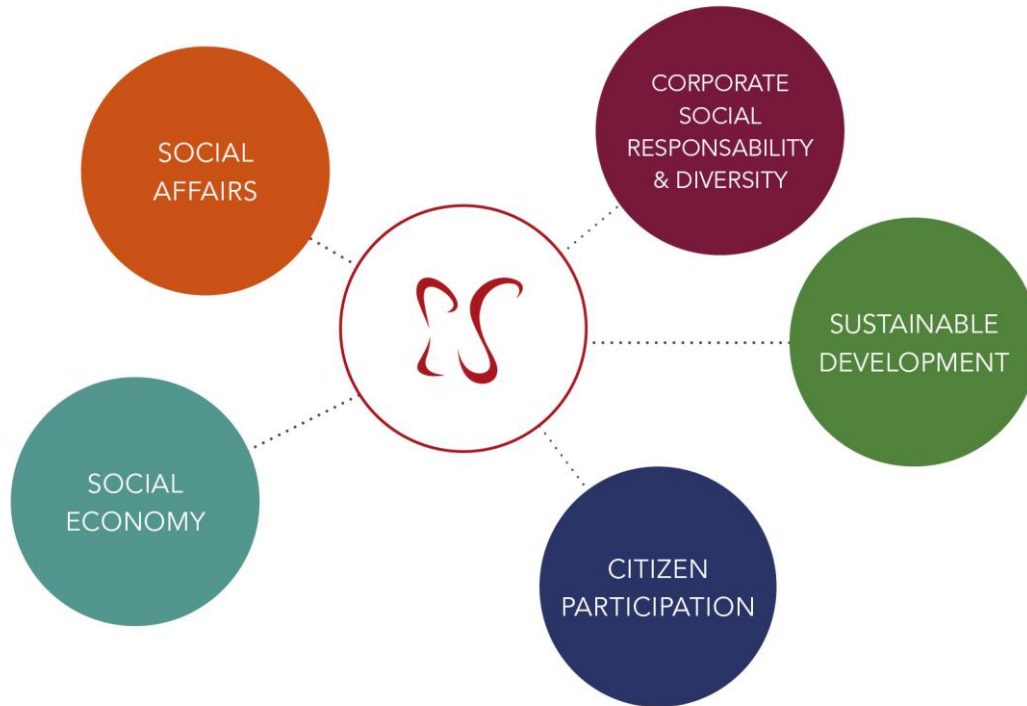 SOCIAL
AFFAIRS
CORPORATE
SOCIAL
RESPONSABILITY
& DIVERSITY
SUSTAINABLE
DEVELOPMENT
SOCIAL
ECONOMY
CITIZEN
PARTICIPATION